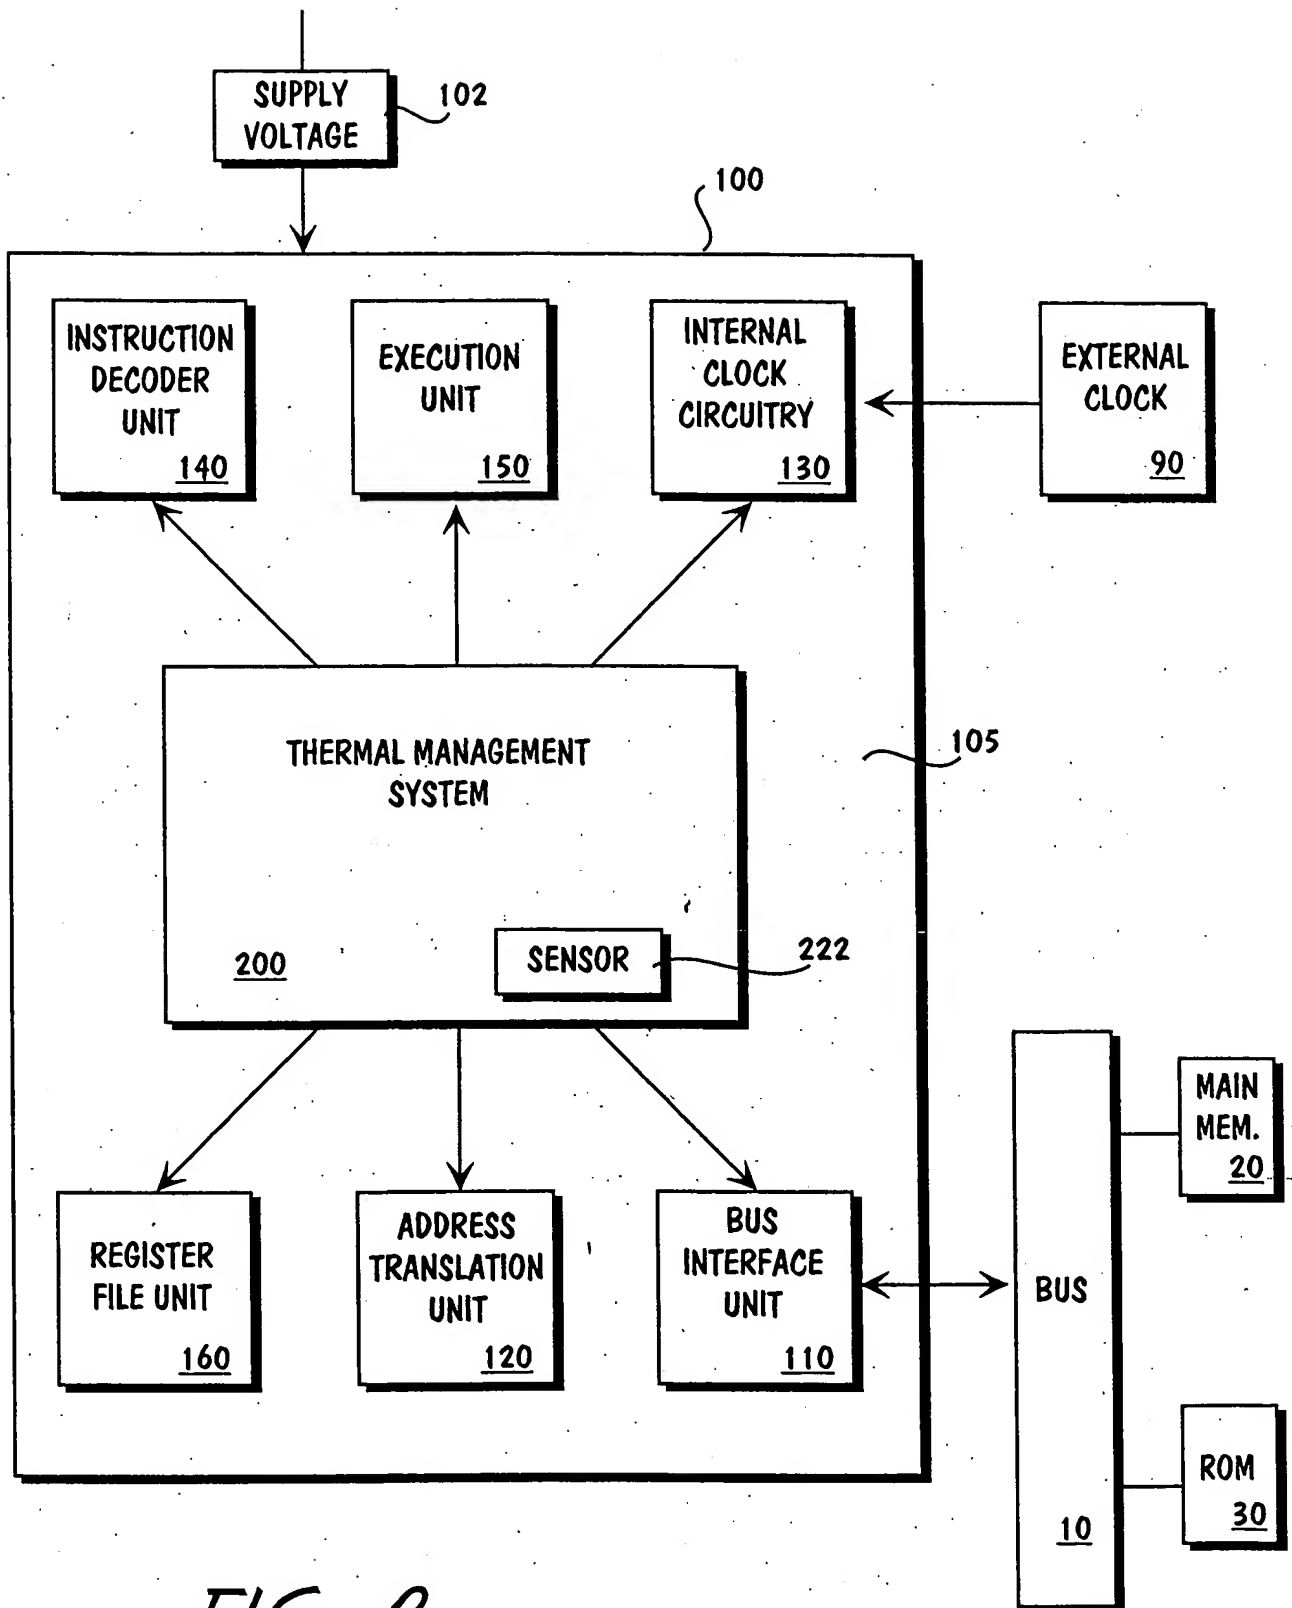 SUPPLY
VOLTAGE
102
100
INSTRUCTION
DECODER
UNIT
140
EXECUTION
UNIT
150
INTERNAL
CLOCK
CIRCUITRY
130
EXTERNAL
CLOCK
90
THERMAL MANAGEMENT
SYSTEM
105
200
SENSOR
222
REGISTER
FILE UNIT
160
ADDRESS
TRANSLATION
UNIT
120
BUS
INTERFACE
UNIT
110
BUS
10
MAIN
MEM.
20
ROM
30